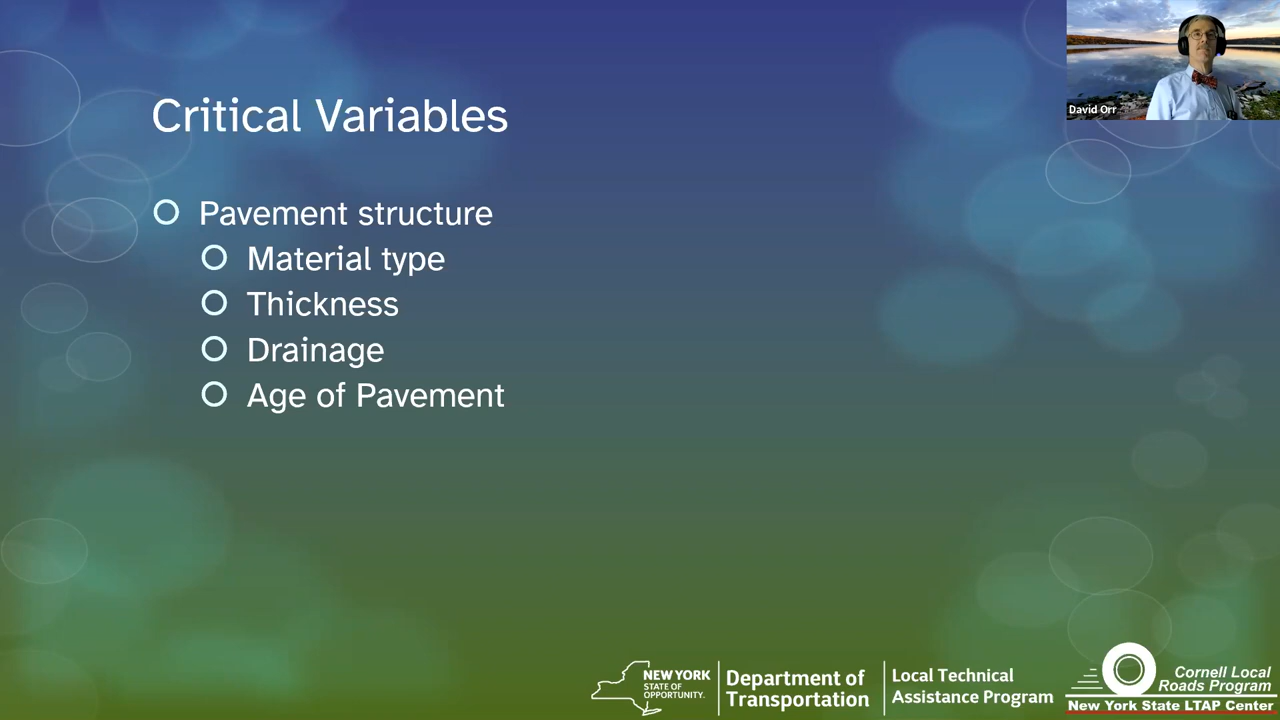 David Orr
Critical Variables
Pavement structure
Material type
Thickness
Drainage
Age of Pavement
NEW YORK
STATE OF
OPPORTUNITY.
Department of
Transportation
Local Technical
Assistance Program
Cornell Local
Roads Program
New York State LTAP Center